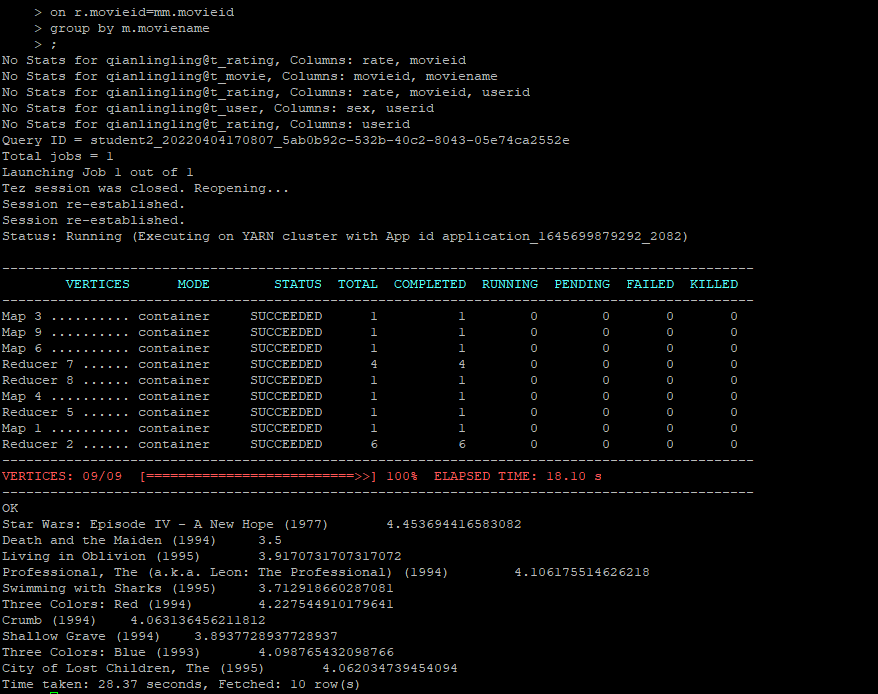 > on r.movieid=mm.movieid
> group by m.moviename
> ;
No Stats for qianlingling@t_rating, Columns: rate, movieid
No Stats for qianlingling@t_movie, Columns: movieid, moviename
No Stats for qianlingling@t_rating, Columns: rate, movieid, userid
No Stats for qianlingling@t_user, Columns: sex, userid
No Stats for qianlingling@t_rating, Columns: userid
Query ID = student2_20220404170807_5ab0b92c-532b-40c2-8043-05e74ca2552e
Total jobs = 1
Launching Job 1 out of 1
Tez session was closed. Reopening...
Session re-established.
Session re-established.
Status: Running (Executing on YARN cluster with App id application_1645699879292_2082)
----------------------------------------------------------------------------------------------
VERTICES MODE STATUS TOTAL COMPLETED RUNNING PENDING FAILED KILLED
----------------------------------------------------------------------------------------------
Map 3 .......... container SUCCEEDED 1 1 0 0 0 0
Map 9 .......... container SUCCEEDED 1 1 0 0 0 0
Map 6 .......... container SUCCEEDED 1 1 0 0 0 0
Reducer 7 ...... container SUCCEEDED 4 4 0 0 0 0
Reducer 8 ...... container SUCCEEDED 1 1 0 0 0 0
Map 4 .......... container SUCCEEDED 1 1 0 0 0 0
Reducer 5 ...... container SUCCEEDED 1 1 0 0 0 0
Map 1 .......... container SUCCEEDED 1 1 0 0 0 0
Reducer 2 ...... container SUCCEEDED 6 6 0 0 0 0
----------------------------------------------------------------------------------------------
VERTICES: 09/09 [==========================>>] 100% ELAPSED TIME: 18.10 s
----------------------------------------------------------------------------------------------
OK
Star Wars: Episode IV - A New Hope (1977) 4.453694416583082
Death and the Maiden (1994) 3.5
Living in Oblivion (1995) 3.9170731707317072
Professional, The (a.k.a. Leon: The Professional) (1994) 4.106175514626218
Swimming with Sharks (1995) 3.712918660287081
Three Colors: Red (1994) 4.227544910179641
Crumb (1994) 4.063136456211812
Shallow Grave (1994) 3.8937728937728937
Three Colors: Blue (1993) 4.098765432098766
City of Lost Children, The (1995) 4.062034739454094
Time taken: 28.37 seconds, Fetched: 10 row(s)